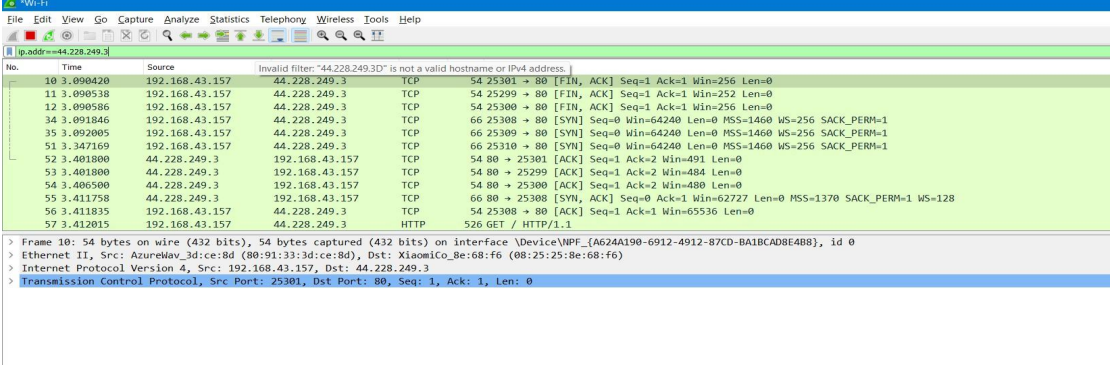 *Wi-Fi
File Edit View Go Capture Analyze Statistics Telephony Wireless Tools Help
ip.addr==44.228.249.3
No. Time Source
Invalid filter: "44.228.249.3D" is not a valid hostname or IPv4 address.
10 3.090420 192.168.43.157 44.228.249.3 TCP 54 25301 → 80 [FIN, ACK] Seq=1 Ack=1 Win=256 Len=0
11 3.090538 192.168.43.157 44.228.249.3 TCP 54 25299 → 80 [FIN, ACK] Seq=1 Ack=1 Win=252 Len=0
12 3.090586 192.168.43.157 44.228.249.3 TCP 54 25300 → 80 [FIN, ACK] Seq=1 Ack=1 Win=256 Len=0
34 3.091846 192.168.43.157 44.228.249.3 TCP 66 25308 → 80 [SYN] Seq=0 Win=64240 Len=0 MSS=1460 WS=256 SACK_PERM=1
35 3.092005 192.168.43.157 44.228.249.3 TCP 66 25309 → 80 [SYN] Seq=0 Win=64240 Len=0 MSS=1460 WS=256 SACK_PERM=1
51 3.347169 192.168.43.157 44.228.249.3 TCP 66 25310 → 80 [SYN] Seq=0 Win=64240 Len=0 MSS=1460 WS=256 SACK_PERM=1
52 3.401800 44.228.249.3 192.168.43.157 TCP 54 80 → 25301 [ACK] Seq=1 Ack=2 Win=491 Len=0
53 3.401800 44.228.249.3 192.168.43.157 TCP 54 80 → 25299 [ACK] Seq=1 Ack=2 Win=484 Len=0
54 3.406500 44.228.249.3 192.168.43.157 TCP 54 80 → 25300 [ACK] Seq=1 Ack=2 Win=480 Len=0
55 3.411758 44.228.249.3 192.168.43.157 TCP 66 80 → 25308 [SYN, ACK] Seq=0 Ack=1 Win=62727 Len=0 MSS=1370 SACK_PERM=1 WS=128
56 3.411835 192.168.43.157 44.228.249.3 TCP 54 25308 → 80 [ACK] Seq=1 Ack=1 Win=65536 Len=0
57 3.412015 192.168.43.157 44.228.249.3 HTTP 526 GET / HTTP/1.1
> Frame 10: 54 bytes on wire (432 bits), 54 bytes captured (432 bits) on interface \Device\NPF_{A624A190-6912-4912-87CD-BA1BCAD8E4B8}, id 0
> Ethernet II, Src: AzureWav_3d:ce:8d (80:91:33:3d:ce:8d), Dst: XiaomiCo_8e:68:f6 (08:25:25:8e:68:f6)
> Internet Protocol Version 4, Src: 192.168.43.157, Dst: 44.228.249.3
> Transmission Control Protocol, Src Port: 25301, Dst Port: 80, Seq: 1, Ack: 1, Len: 0